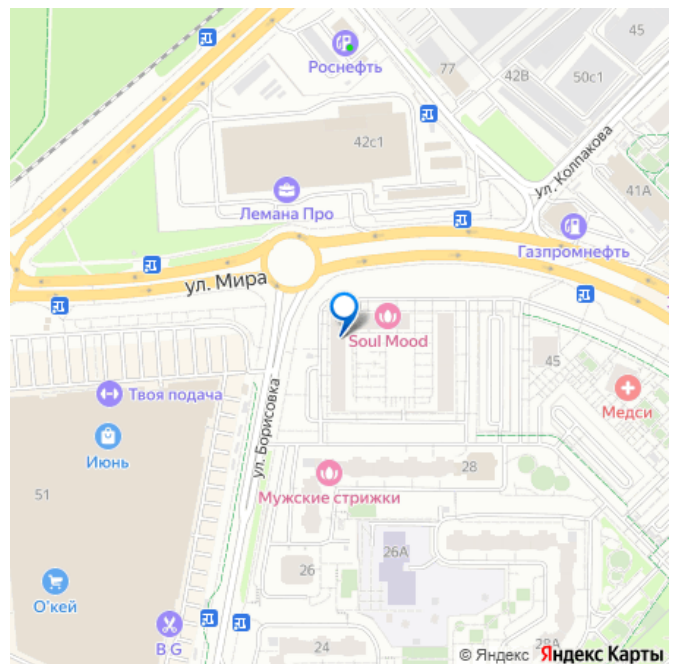 45
Роснефть
77
42В
50с1
42с1
ул. Колпакова
41А
Лемана Про
Газпромнефть
ул. Мира
Soul Mood
45
Твоя подача
ул. Борисовка
Медси
Июнь
28
Мужские стрижки
51
26А
26
О'кей
B G
24
28А
© Яндекс Яндекс Карты